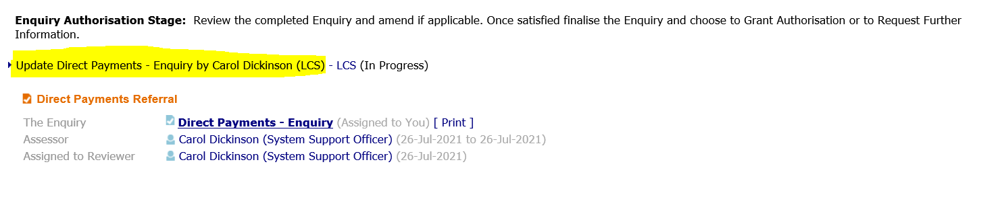 Enquiry Authorisation Stage: Review the completed Enquiry and amend if applicable. Once satisfied finalise the Enquiry and choose to Grant Authorisation or to Request Further
Information.
Update Direct Payments - Enquiry by Carol Dickinson (LCS) - LCS (In Progress)
Direct Payments Referral
The Enquiry Direct Payments - Enquiry (Assigned to You) [ Print ]
Assessor Carol Dickinson (System Support Officer) (26-Jul-2021 to 26-Jul-2021)
Assigned to Reviewer Carol Dickinson (System Support Officer) (26-Jul-2021)